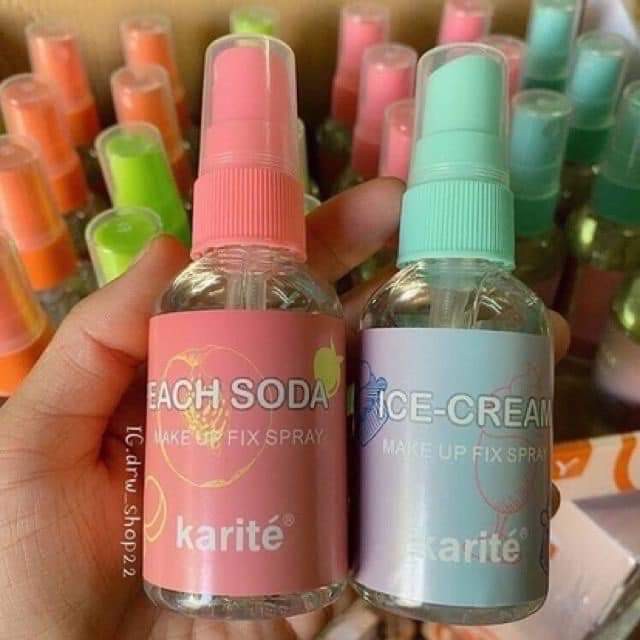 EACH SODA
MAKE UP FIX SPRAY
karité®
ICE-CREAM
MAKE UP FIX SPRAY
karité®
IG.drw_shop22